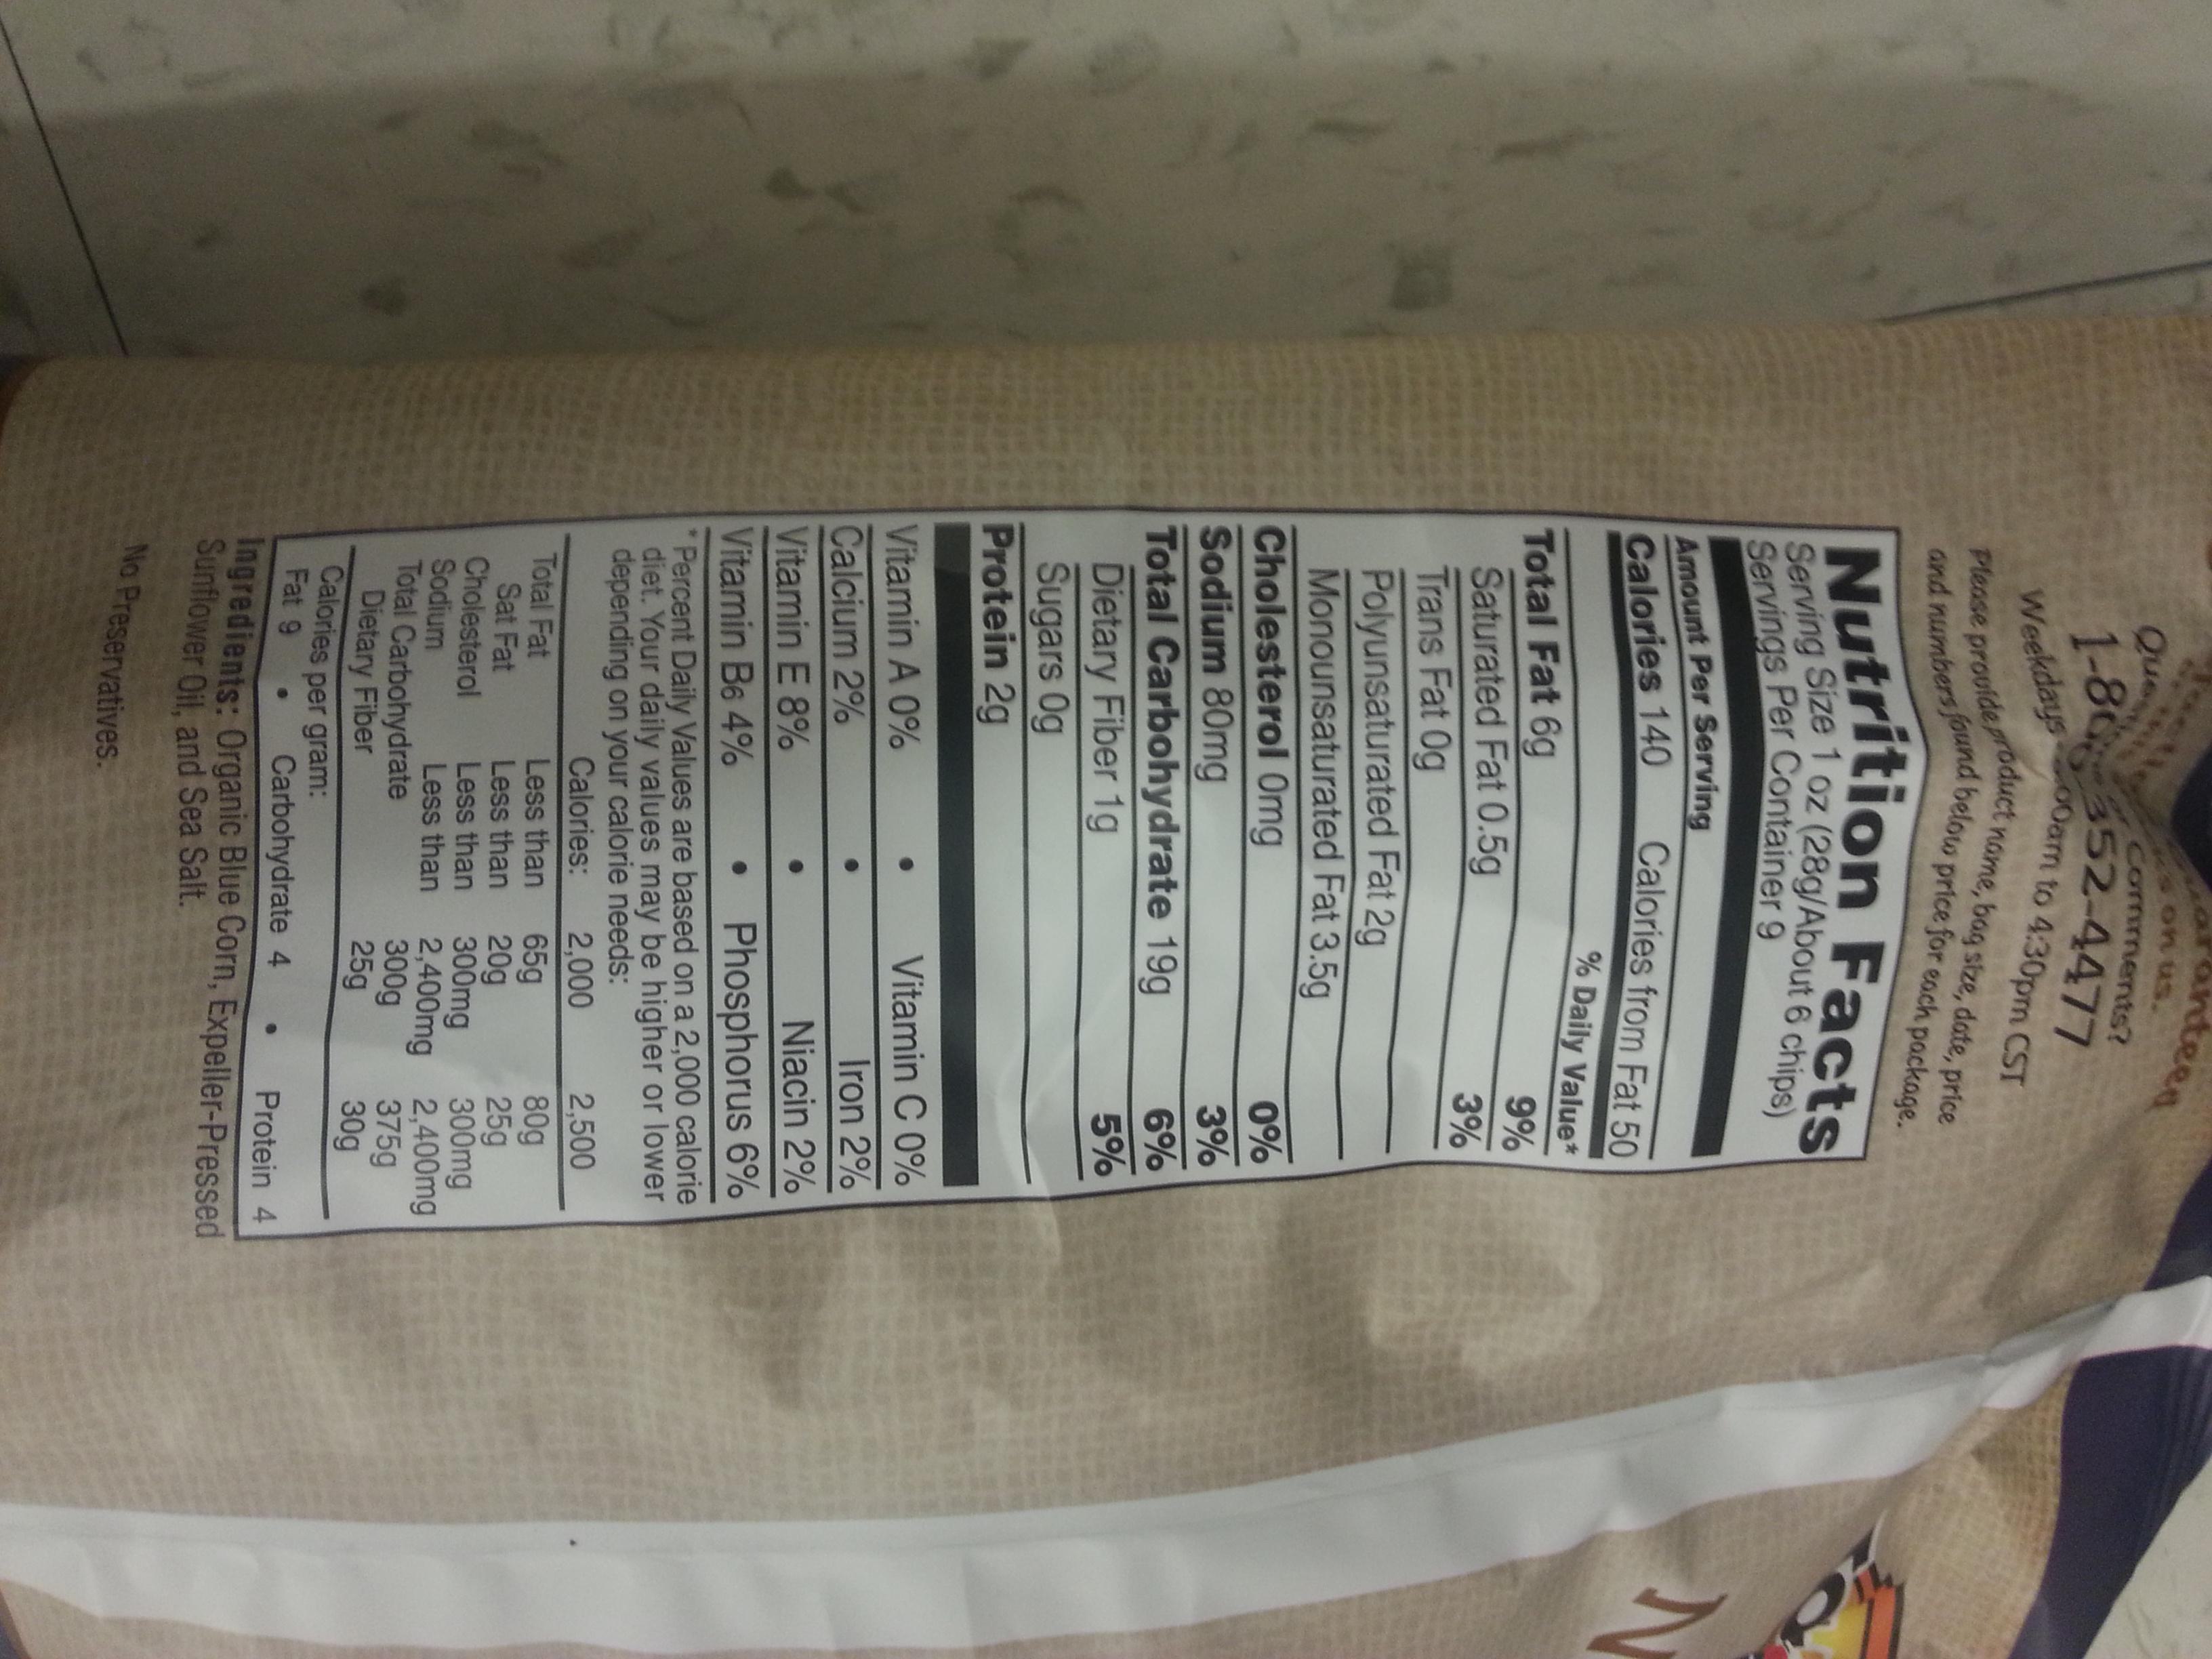 Comments?
1-800-352-4477
Weekdays 00am to 4:30pm CST
Please provide product name, bag size, date, price
and numbers found below price for each package.
Nutrition Facts
Serving Size 1 oz (28g/About 6 chips)
Servings Per Container 9
Amount Per Serving
Calories 140 Calories from Fat 50
% Daily Value*
Total Fat 6g 9%
Saturated Fat 0.5g 3%
Trans Fat 0g
Polyunsaturated Fat 2g
Monounsaturated Fat 3.5g
Cholesterol 0mg 0%
Sodium 80mg 3%
Total Carbohydrate 19g 6%
Dietary Fiber 1g 5%
Sugars 0g
Protein 2g
Vitamin A 0% • Vitamin C 0%
Calcium 2% • Iron 2%
Vitamin E 8% • Niacin 2%
Vitamin B6 4% • Phosphorus 6%
*Percent Daily Values are based on a 2,000 calorie
diet. Your daily values may be higher or lower
depending on your calorie needs:
Calories: 2,000 2,500
Total Fat Less than 65g 80g
Sat Fat Less than 20g 25g
Cholesterol Less than 300mg 300mg
Sodium Less than 2,400mg 2,400mg
Total Carbohydrate 300g 375g
Dietary Fiber 25g 30g
Calories per gram:
Fat 9 • Carbohydrate 4 • Protein 4
Ingredients: Organic Blue Corn, Expeller-Pressed
Sunflower Oil, and Sea Salt.
No Preservatives.